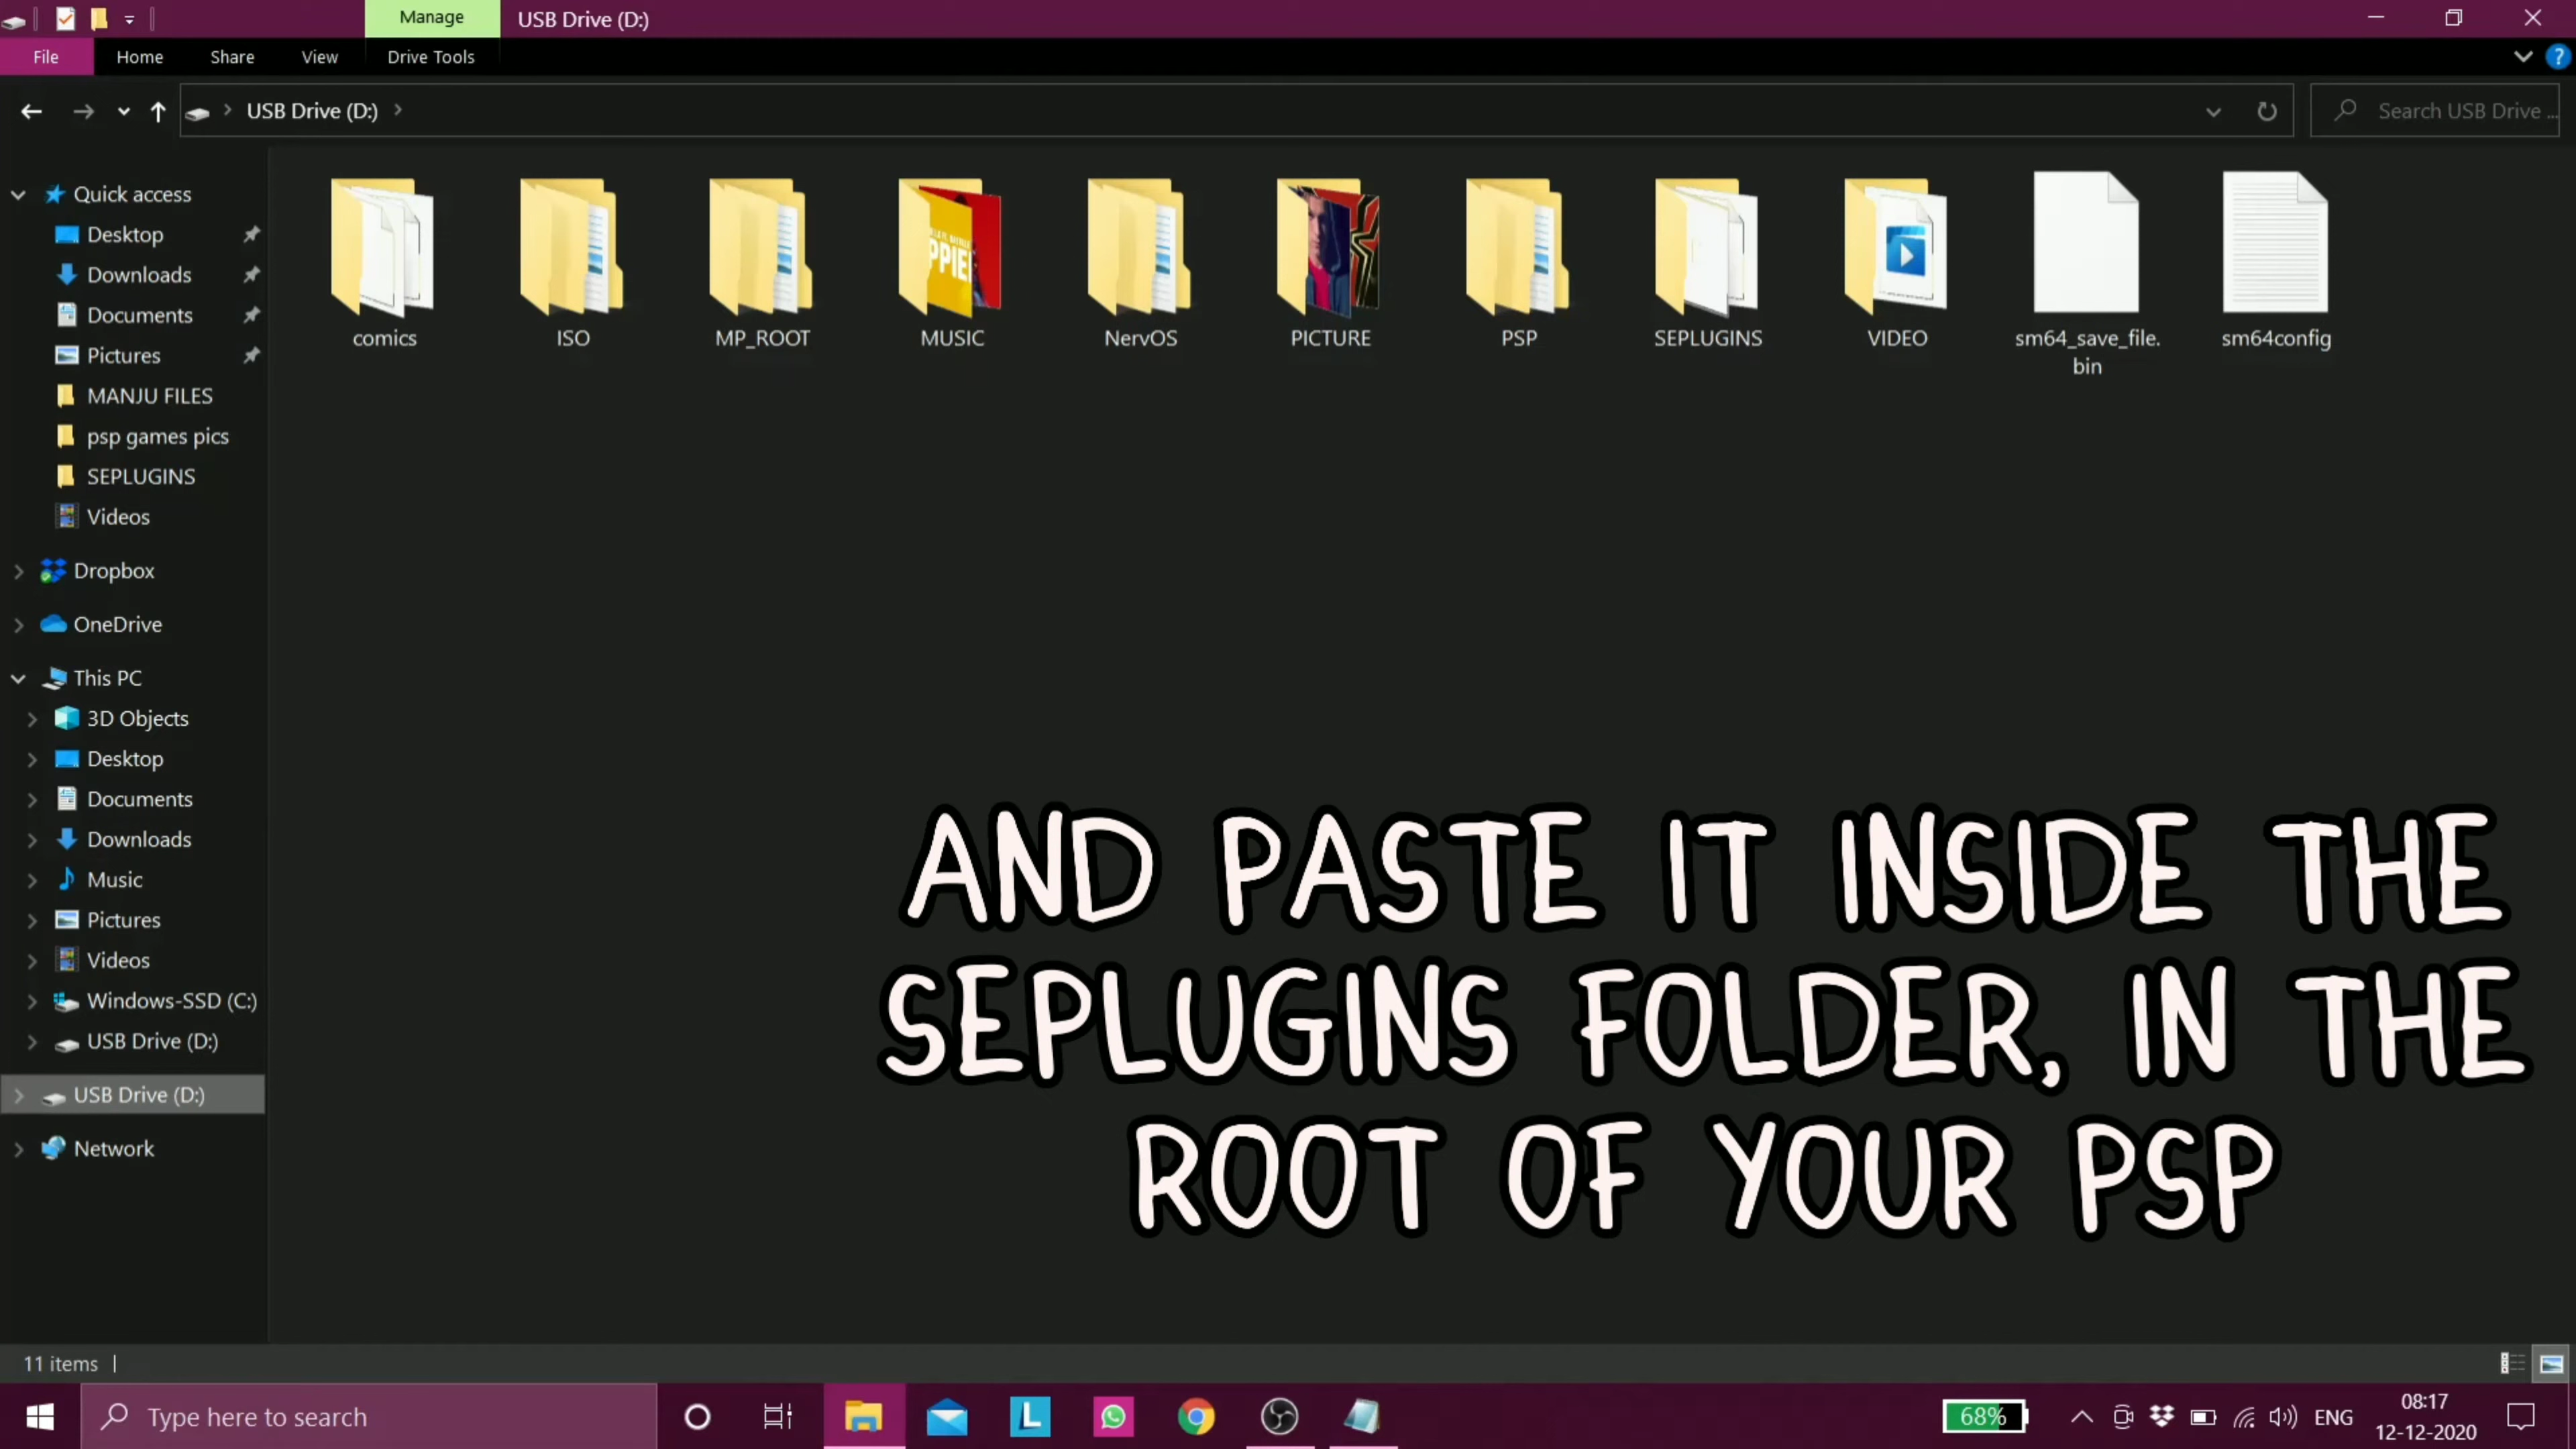 Manage
USB Drive (D:)
File
Home
Share
View
Drive Tools
USB Drive (D:)
Search USB Drive ...
Quick access
Desktop
Downloads
Documents
Pictures
MANJU FILES
psp games pics
SEPLUGINS
Videos
Dropbox
OneDrive
This PC
3D Objects
Desktop
Documents
Downloads
Music
Pictures
Videos
Windows-SSD (C:)
USB Drive (D:)
USB Drive (D:)
Network
comics
ISO
MP_ROOT
MUSIC
NervOS
PICTURE
PSP
SEPLUGINS
VIDEO
sm64_save_file.
bin
sm64config
AND PASTE IT INSIDE THE
SEPLUGINS FOLDER, IN THE
ROOT OF YOUR PSP
11 items
Type here to search
68%
ENG
08:17
12-12-2020